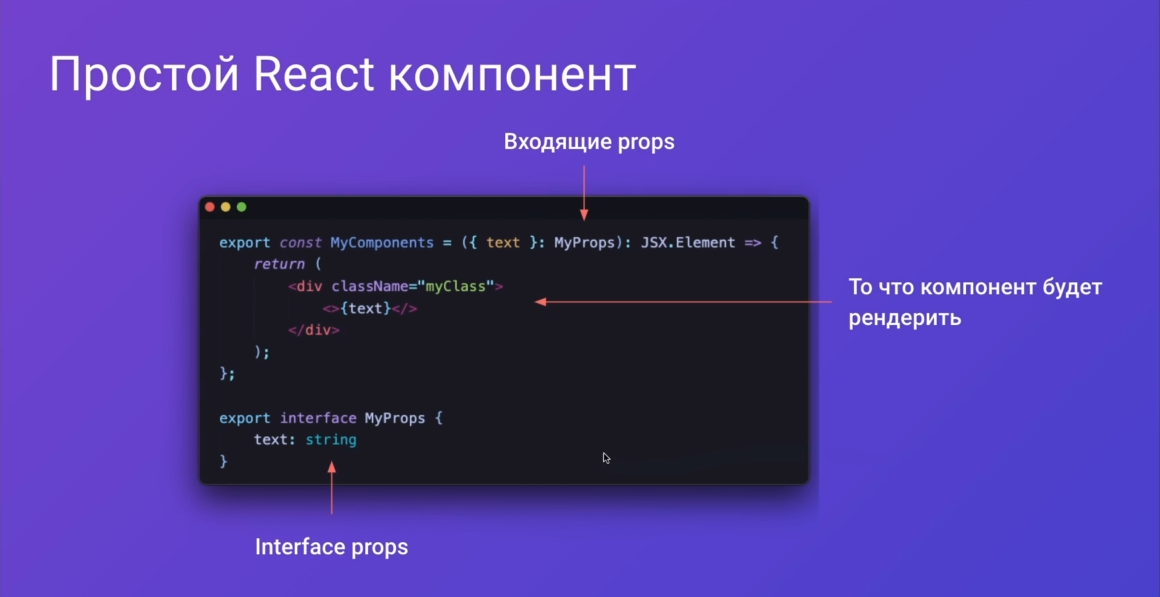 Простой React компонент
Входящие props
export const MyComponents = ({ text }: MyProps): JSX.Element => {
return (
<div className="myClass">
<>{text}</>
</div>
);
};
То что компонент будет
рендерить
export interface MyProps {
text: string
}
Interface props